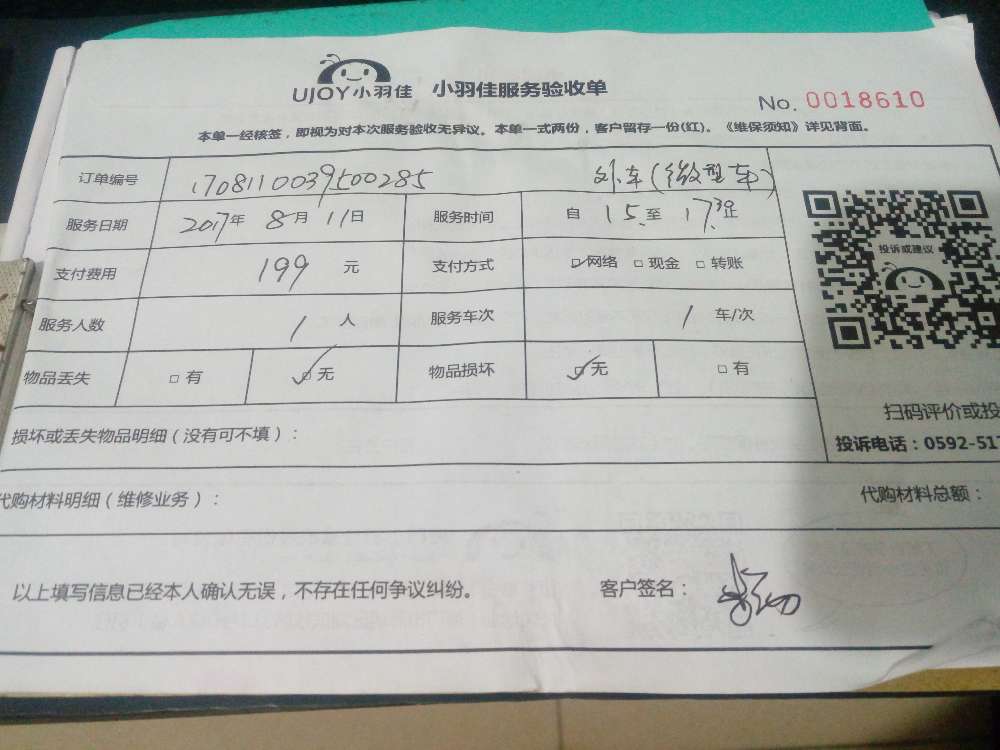 UJOY小羽佳 小羽佳服务验收单
No. 0018610
本单一经核签，即视为对本次服务验收无异议。本单一式两份，客户留存一份(红)。《维保须知》详见背面。
订单编号 1708110039500285 外车(微型车)
服务日期 2017年 8月 11日 服务时间 自 15 至 17:30止
支付费用 199 元 支付方式 ☑网络 □现金 □转账
服务人数 1 人 服务车次 1 车/次
物品丢失 □有 ☑无 物品损坏 ☑无 □有
投诉或建议
扫码评价或投
投诉电话：0592-517
损坏或丢失物品明细（没有可不填）：
代购材料明细（维修业务）： 代购材料总额：
以上填写信息已经本人确认无误，不存在任何争议纠纷。 客户签名：